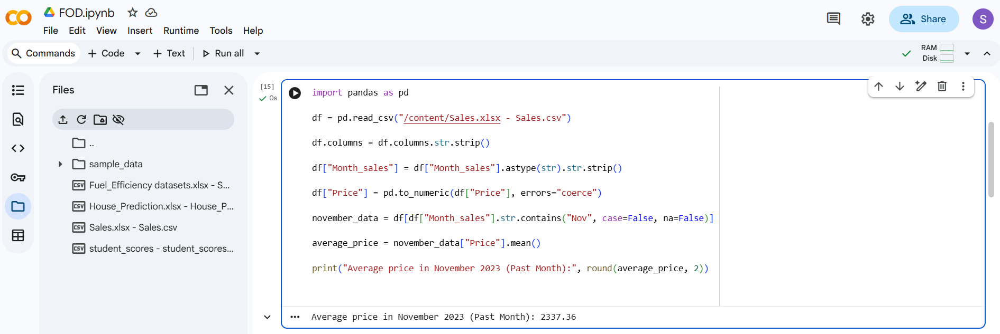 FOD.ipynb
File Edit View Insert Runtime Tools Help
Share
S
Commands + Code + Text Run all
RAM
Disk
Files
..
sample_data
CSV Fuel_Efficiency datasets.xlsx - S...
CSV House_Prediction.xlsx - House_P...
CSV Sales.xlsx - Sales.csv
CSV student_scores - student_scores...
[15]
0s
import pandas as pd
df = pd.read_csv("/content/Sales.xlsx - Sales.csv")
df.columns = df.columns.str.strip()
df["Month_sales"] = df["Month_sales"].astype(str).str.strip()
df["Price"] = pd.to_numeric(df["Price"], errors="coerce")
november_data = df[df["Month_sales"].str.contains("Nov", case=False, na=False)]
average_price = november_data["Price"].mean()
print("Average price in November 2023 (Past Month):", round(average_price, 2))
Average price in November 2023 (Past Month): 2337.36